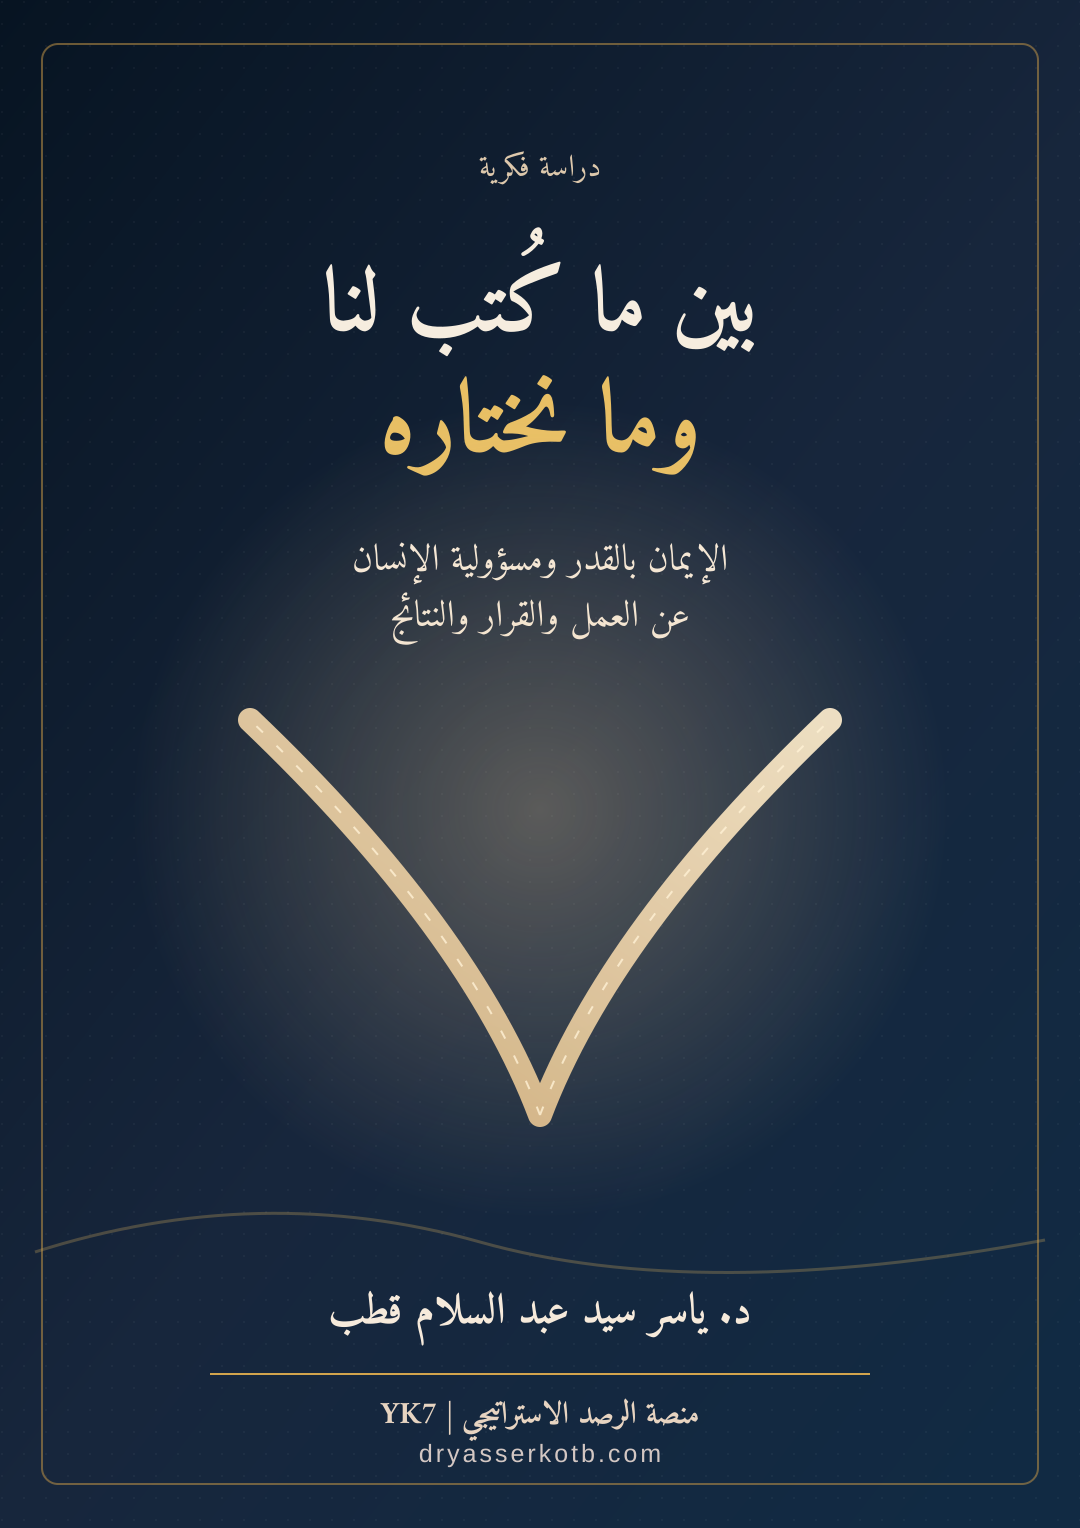 دراسة فكرية
بين ما كُتب لنا
وما نختاره
الإيمان بالقدر ومسؤولية الإنسان
عن العمل والقرار والنتائج
د. ياسر سيد عبد السلام قطب
منصة الرصد الاستراتيجي | YK7
dryasserkotb.com